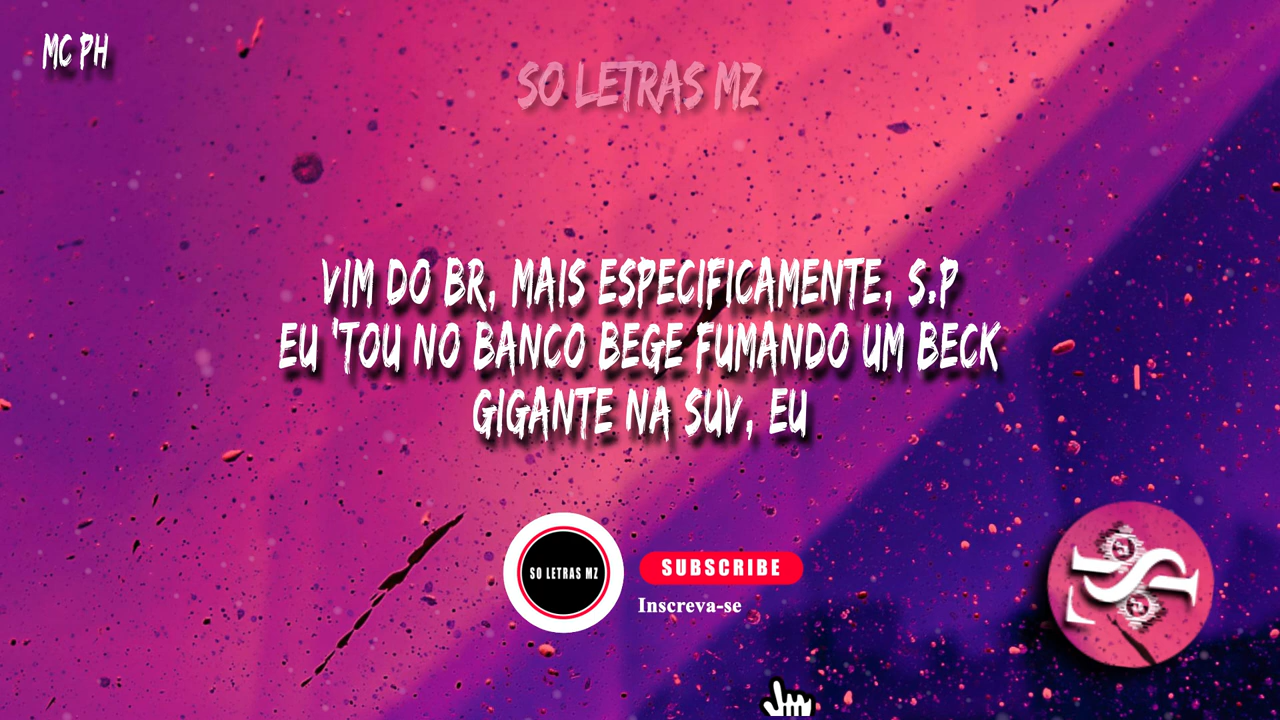 MC PH
SO LETRAS MZ
VIM DO BR, MAIS ESPECIFICAMENTE, S.P
EU 'TOU NO BANCO BEGE FUMANDO UM BECK
GIGANTE NA SUV, EU
SO LETRAS MZ
SUBSCRIBE
Inscreva-se